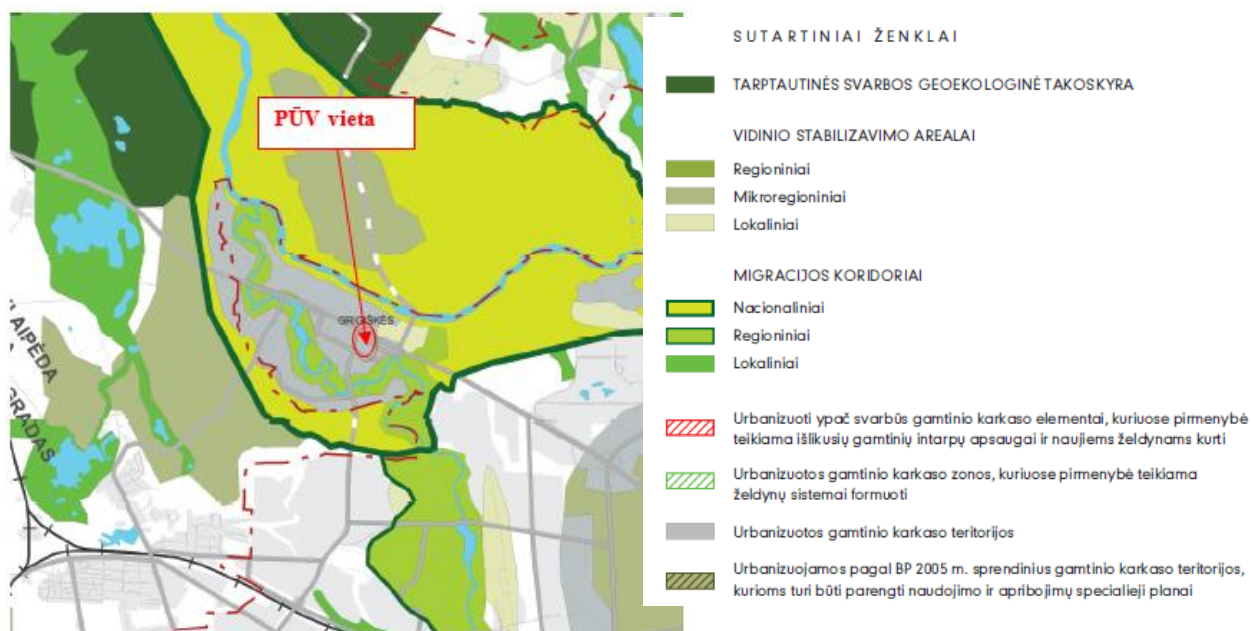 PŪV vieta
GRIGIŠKĖS
LAIPĖDA
GRADAS
SUTARTINIAI ŽENKLAI
TARPTAUTINĖS SVARBOS GEOEKOLOGINĖ TAKOSKYRA
VIDINIO STABILIZAVIMO AREALAI
Regioniniai
Mikroregioniniai
Lokaliniai
MIGRACIJOS KORIDORIAI
Nacionaliniai
Regioniniai
Lokaliniai
Urbanizuoti ypač svarbūs gamtinio karkaso elementai, kuriuose pirmenybė
teikiama išlikusių gamtinių intarpų apsaugai ir naujiems želdynams kurti
Urbanizuotos gamtinio karkaso zonos, kuriuose pirmenybė teikiama
želdynų sistemai formuoti
Urbanizuotos gamtinio karkaso teritorijos
Urbanizuojamos pagal BP 2005 m. sprendinius gamtinio karkaso teritorijos,
kurioms turi būti parengti naudojimo ir apribojimų specialieji planai